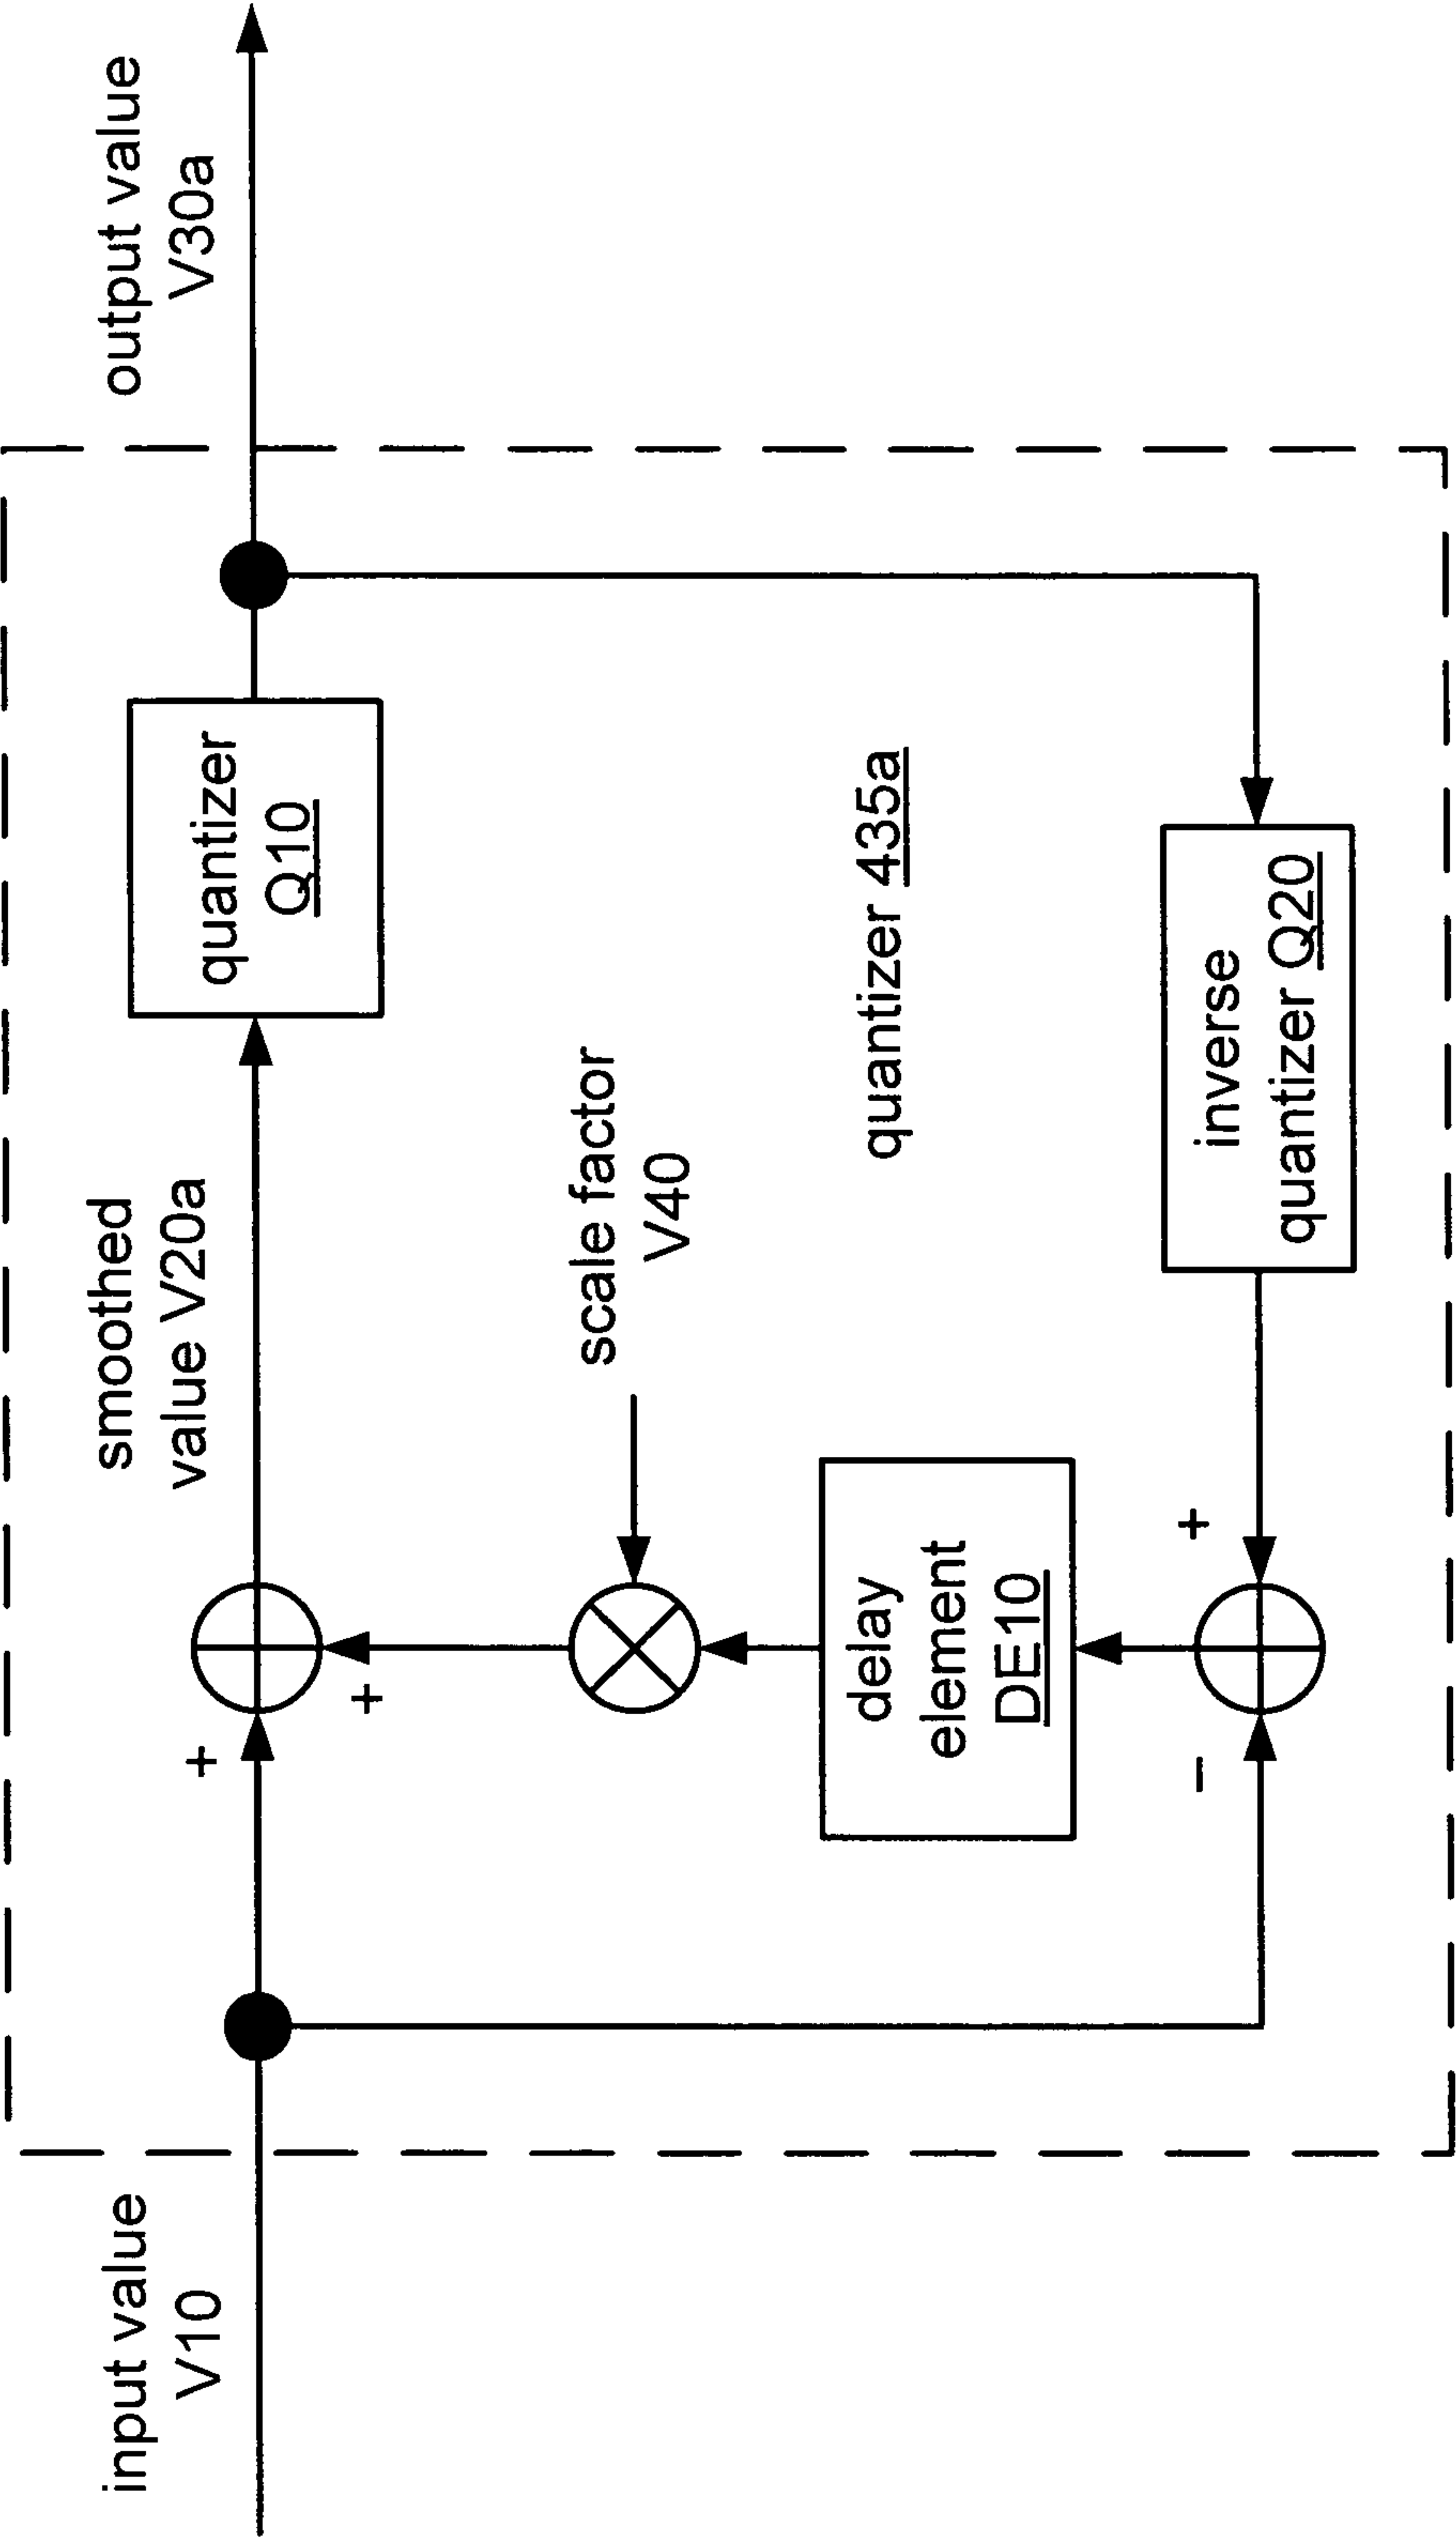 input value
V10
smoothed
value V20a
quantizer
Q10
output value
V30a
+
+
scale factor
V40
delay
element
DE10
quantizer 435a
-
+
inverse
quantizer Q20